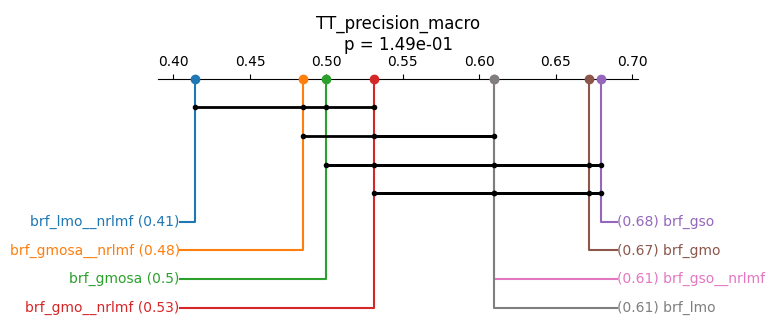 TT_precision_macro
p = 1.49e-01
0.40 0.45 0.50 0.55 0.60 0.65 0.70
brf_lmo__nrlmf (0.41) (0.68) brf_gso
brf_gmosa__nrlmf (0.48) (0.67) brf_gmo
brf_gmosa (0.5) (0.61) brf_gso__nrlmf
brf_gmo__nrlmf (0.53) (0.61) brf_lmo